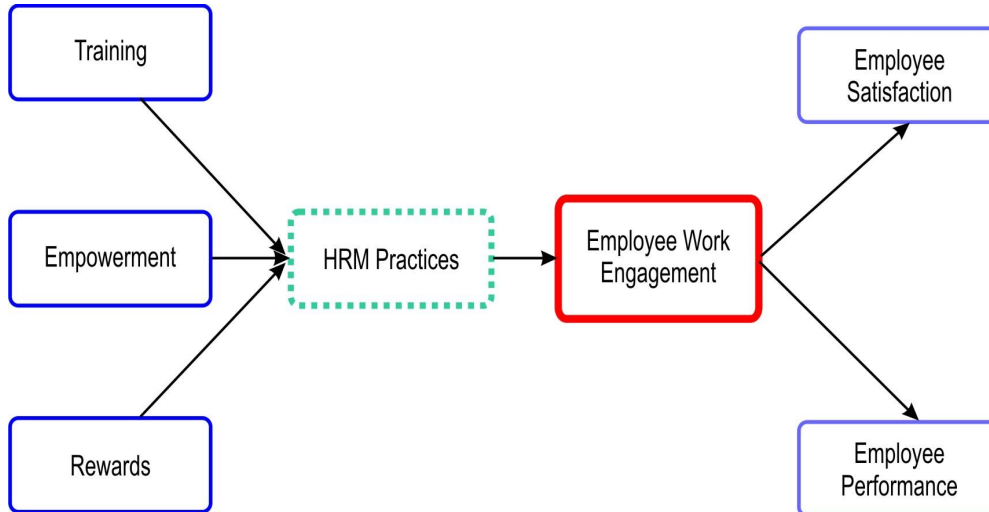 Training
Empowerment
Rewards
HRM Practices
Employee Work
Engagement
Employee
Satisfaction
Employee
Performance